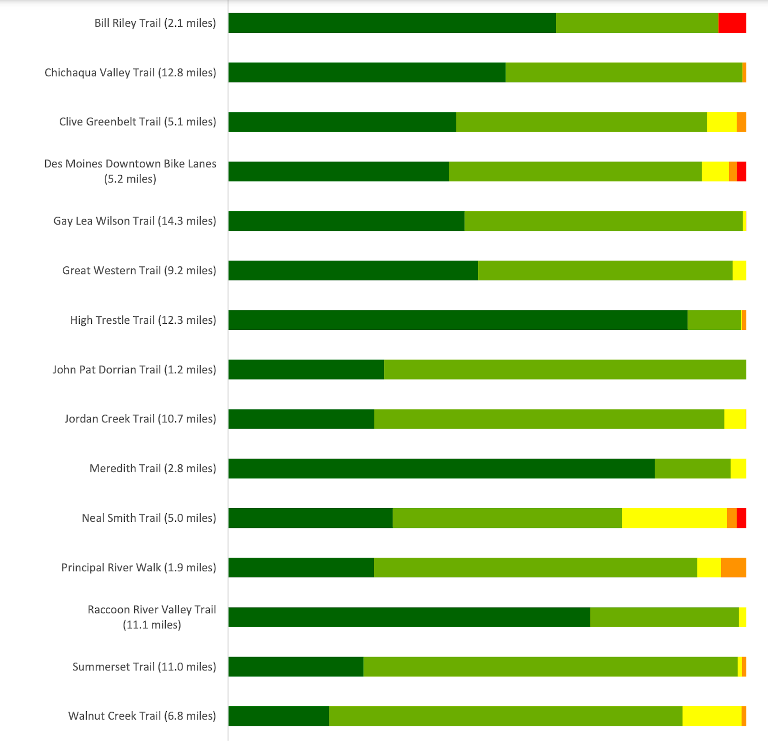 Bill Riley Trail (2.1 miles)
Chichaqua Valley Trail (12.8 miles)
Clive Greenbelt Trail (5.1 miles)
Des Moines Downtown Bike Lanes
(5.2 miles)
Gay Lea Wilson Trail (14.3 miles)
Great Western Trail (9.2 miles)
High Trestle Trail (12.3 miles)
John Pat Dorrian Trail (1.2 miles)
Jordan Creek Trail (10.7 miles)
Meredith Trail (2.8 miles)
Neal Smith Trail (5.0 miles)
Principal River Walk (1.9 miles)
Raccoon River Valley Trail
(11.1 miles)
Summerset Trail (11.0 miles)
Walnut Creek Trail (6.8 miles)